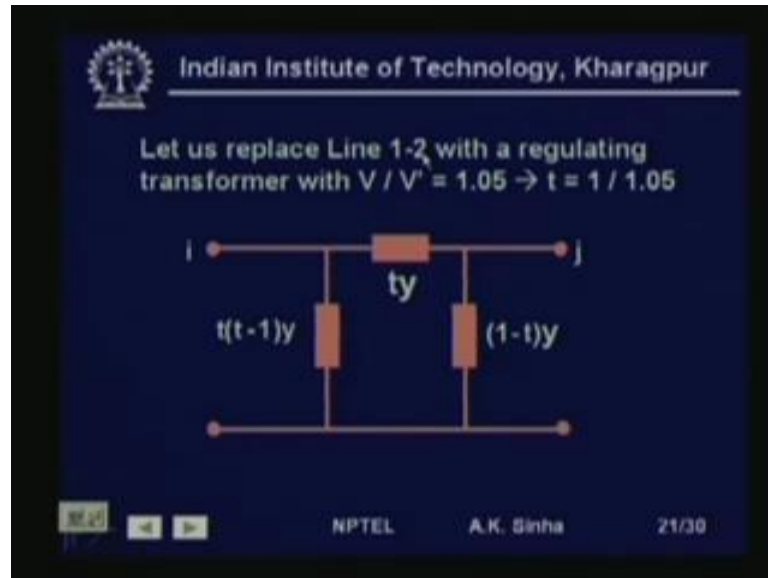 Indian Institute of Technology, Kharagpur
Let us replace Line 1-2 with a regulating
transformer with V / V' = 1.05 → t = 1 / 1.05
i
j
ty
t(t -1)y
(1-t)y
NPTEL A.K. Sinha 21/30